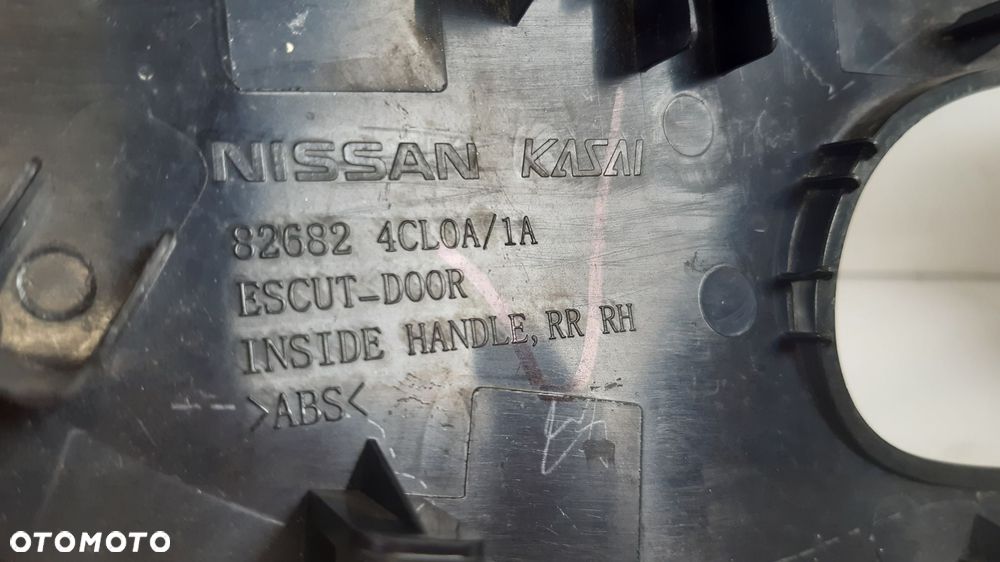 NISSAN KASAI
82682 4CL0A/1A
ESCUT-DOOR
INSIDE HANDLE, RR RH
>ABS<
OTOMOTO